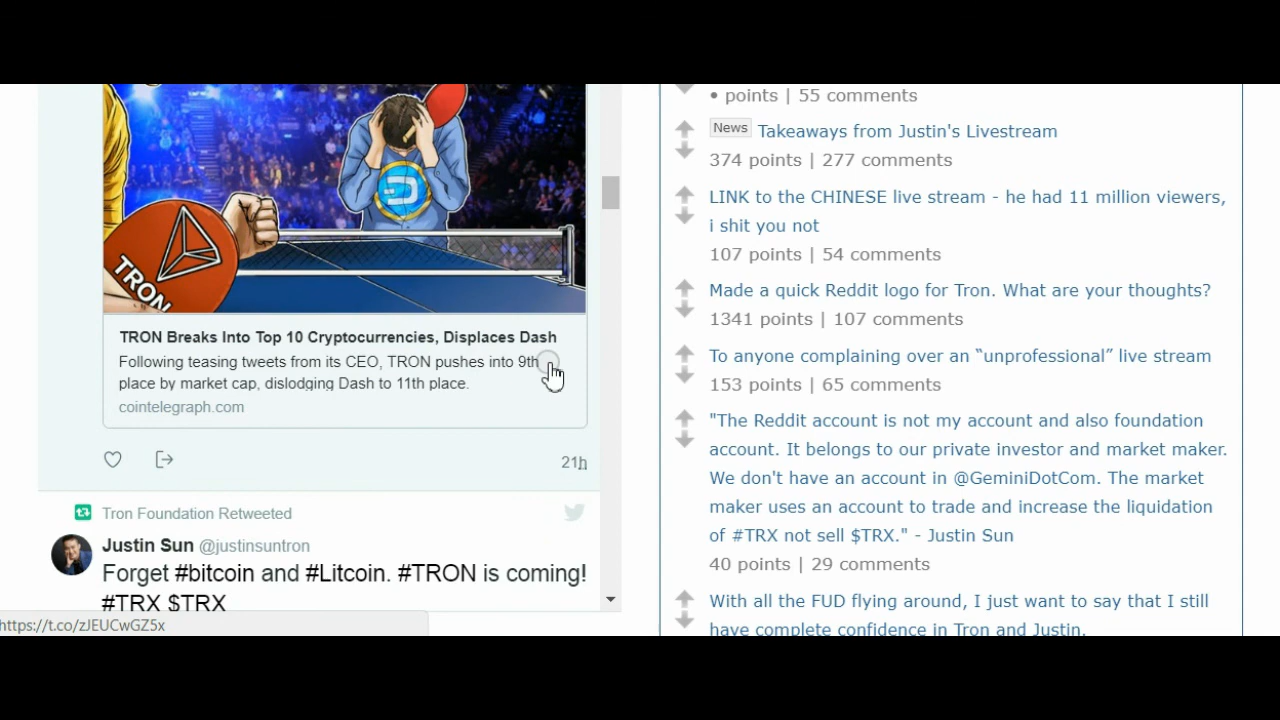 TRON
TRON Breaks Into Top 10 Cryptocurrencies, Displaces Dash
Following teasing tweets from its CEO, TRON pushes into 9th
place by market cap, dislodging Dash to 11th place.
cointelegraph.com
21h
Tron Foundation Retweeted
Justin Sun @justinsuntron
Forget #bitcoin and #Litcoin. #TRON is coming!
#TRX $TRX
https://t.co/zJEUCwGZ5x
• points | 55 comments
News Takeaways from Justin's Livestream
374 points | 277 comments
LINK to the CHINESE live stream - he had 11 million viewers,
i shit you not
107 points | 54 comments
Made a quick Reddit logo for Tron. What are your thoughts?
1341 points | 107 comments
To anyone complaining over an “unprofessional” live stream
153 points | 65 comments
"The Reddit account is not my account and also foundation
account. It belongs to our private investor and market maker.
We don't have an account in @GeminiDotCom. The market
maker uses an account to trade and increase the liquidation
of #TRX not sell $TRX." - Justin Sun
40 points | 29 comments
With all the FUD flying around, I just want to say that I still
have complete confidence in Tron and Justin.